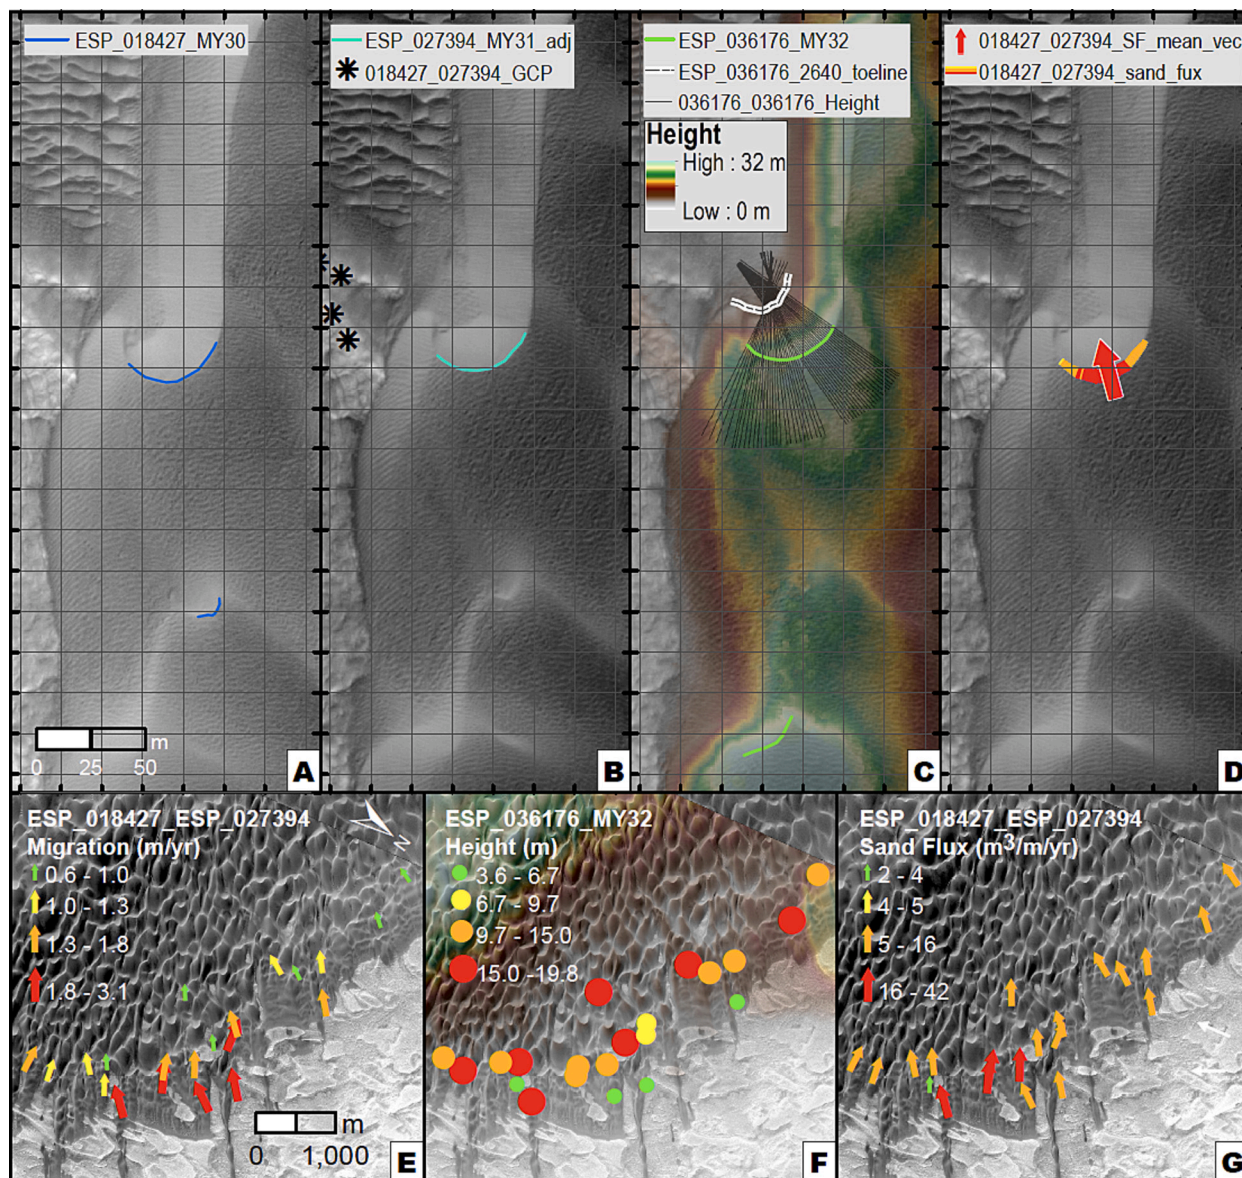 ESP_018427_MY30
A
0 25 50
m
ESP_027394_MY31_adj
018427_027394_GCP
B
ESP_036176_MY32
ESP_036176_2640_toeline
036176_036176_Height
Height
High : 32 m
Low : 0 m
C
018427_027394_SF_mean_vec
018427_027394_sand_fux
D
ESP_018427_ESP_027394
Migration (m/yr)
0.6 - 1.0
1.0 - 1.3
1.3 - 1.8
1.8 - 3.1
N
m
0 1,000
E
ESP_036176_MY32
Height (m)
3.6 - 6.7
6.7 – 9.7
9.7 - 15.0
15.0 -19.8
F
ESP_018427_ESP_027394
Sand Flux (m³/m/yr)
2 - 4
4 - 5
5 - 16
16 - 42
G